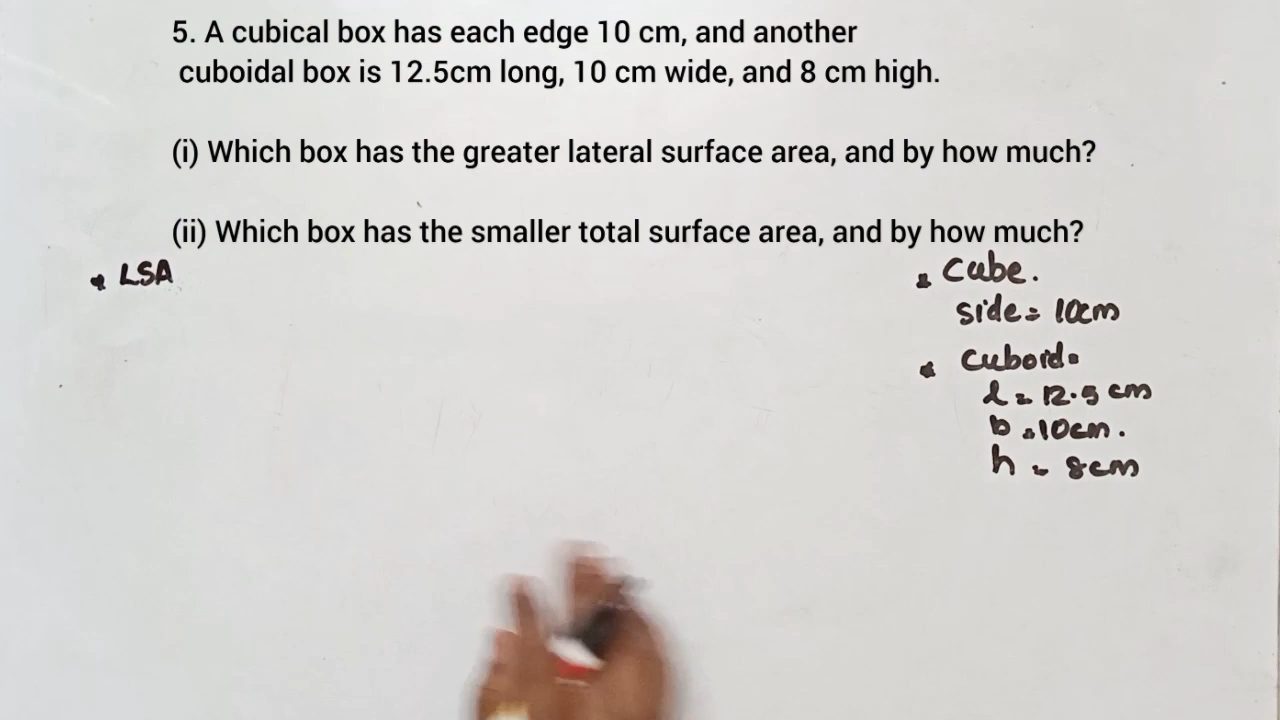 5. A cubical box has each edge 10 cm, and another
cuboidal box is 12.5cm long, 10 cm wide, and 8 cm high.
(i) Which box has the greater lateral surface area, and by how much?
(ii) Which box has the smaller total surface area, and by how much?
* LSA
* Cube.
side = 10cm
* Cuboid =
l = 12.5 cm
b = 10cm.
h = 8cm